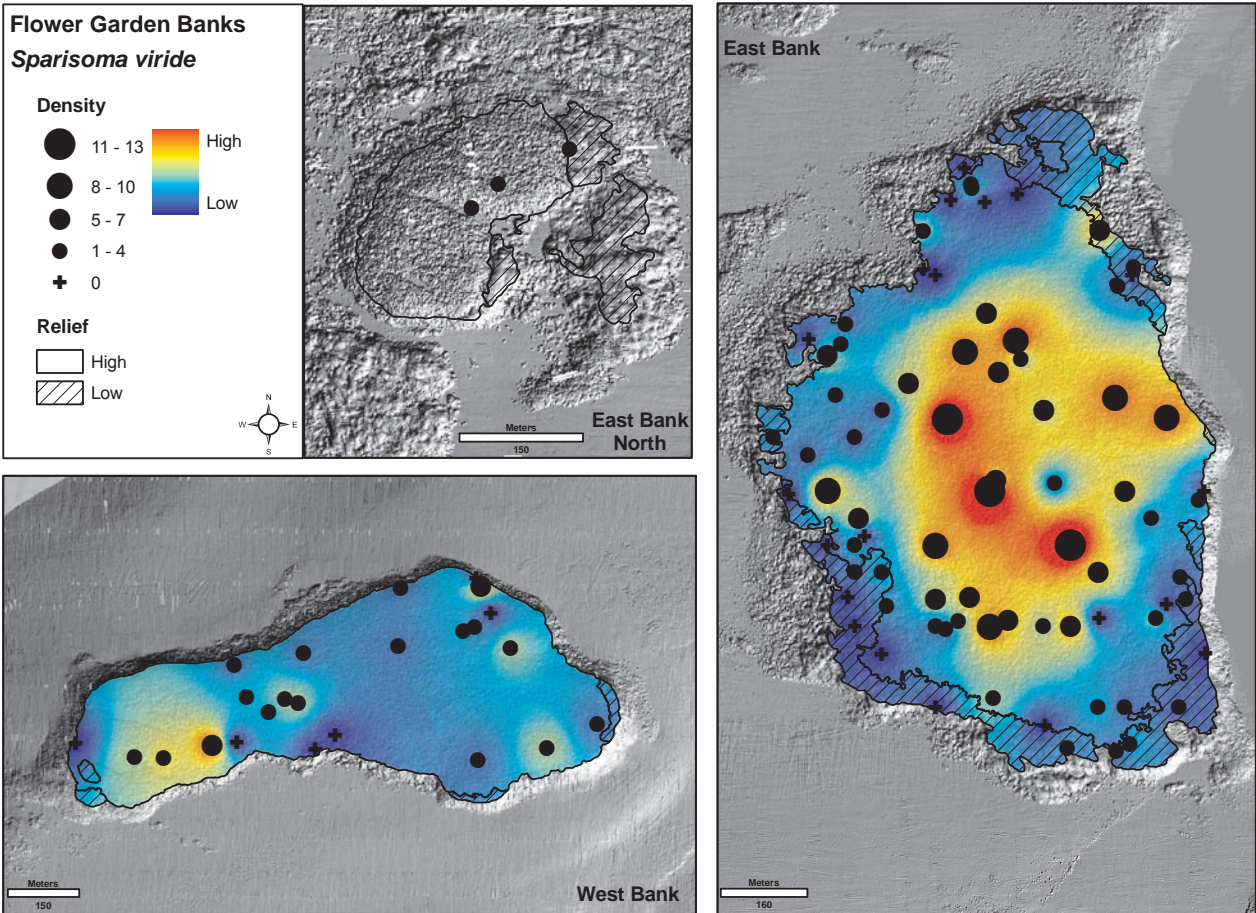 Flower Garden Banks
Sparisoma viride
Density
11 - 13
8 - 10
5 - 7
1 - 4
0
High
Low
Relief
High
Low
N
W E
S
Meters
150
East Bank
North
East Bank
Meters
150
West Bank
Meters
160